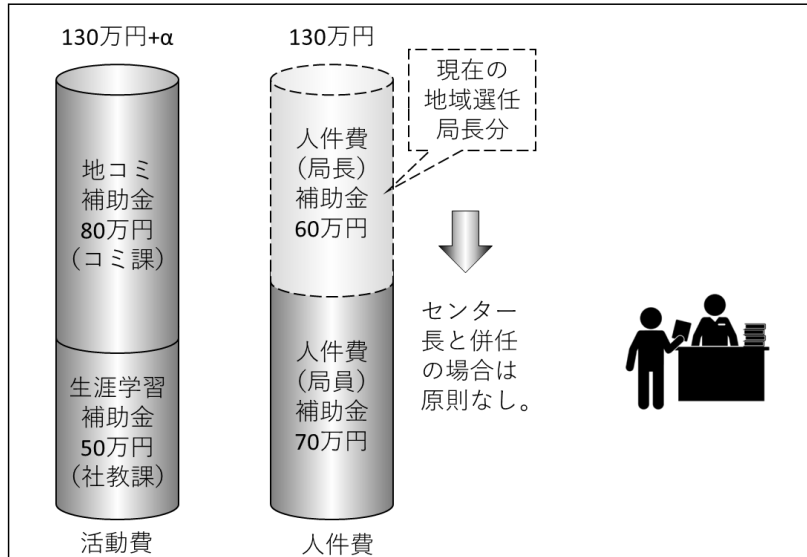 130万円+α
地コミ
補助金
80万円
（コミ課）
生涯学習
補助金
50万円
（社教課）
活動費
130万円
人件費
（局長）
補助金
60万円
人件費
（局員）
補助金
70万円
人件費
現在の
地域選任
局長分
センター
長と併任
の場合は
原則なし。